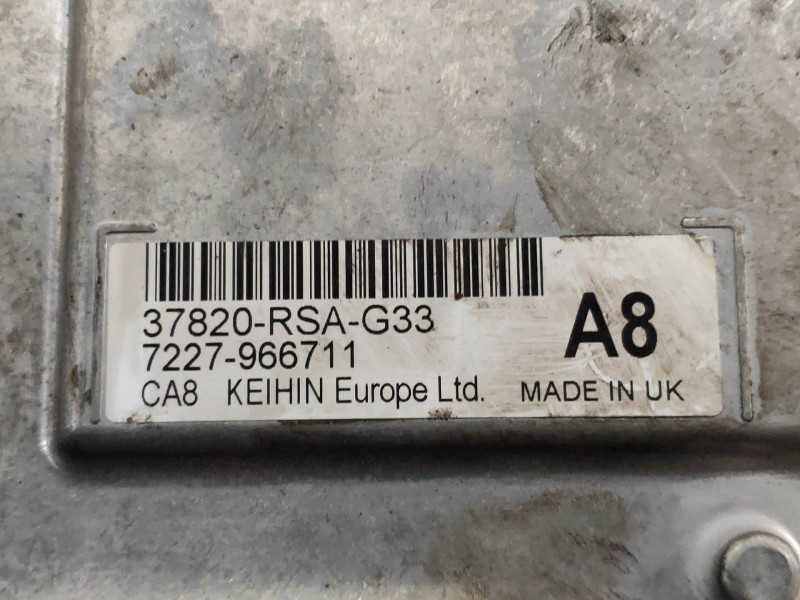 37820-RSA-G33
7227-966711
A8
CA8 KEIHIN Europe Ltd. MADE IN UK